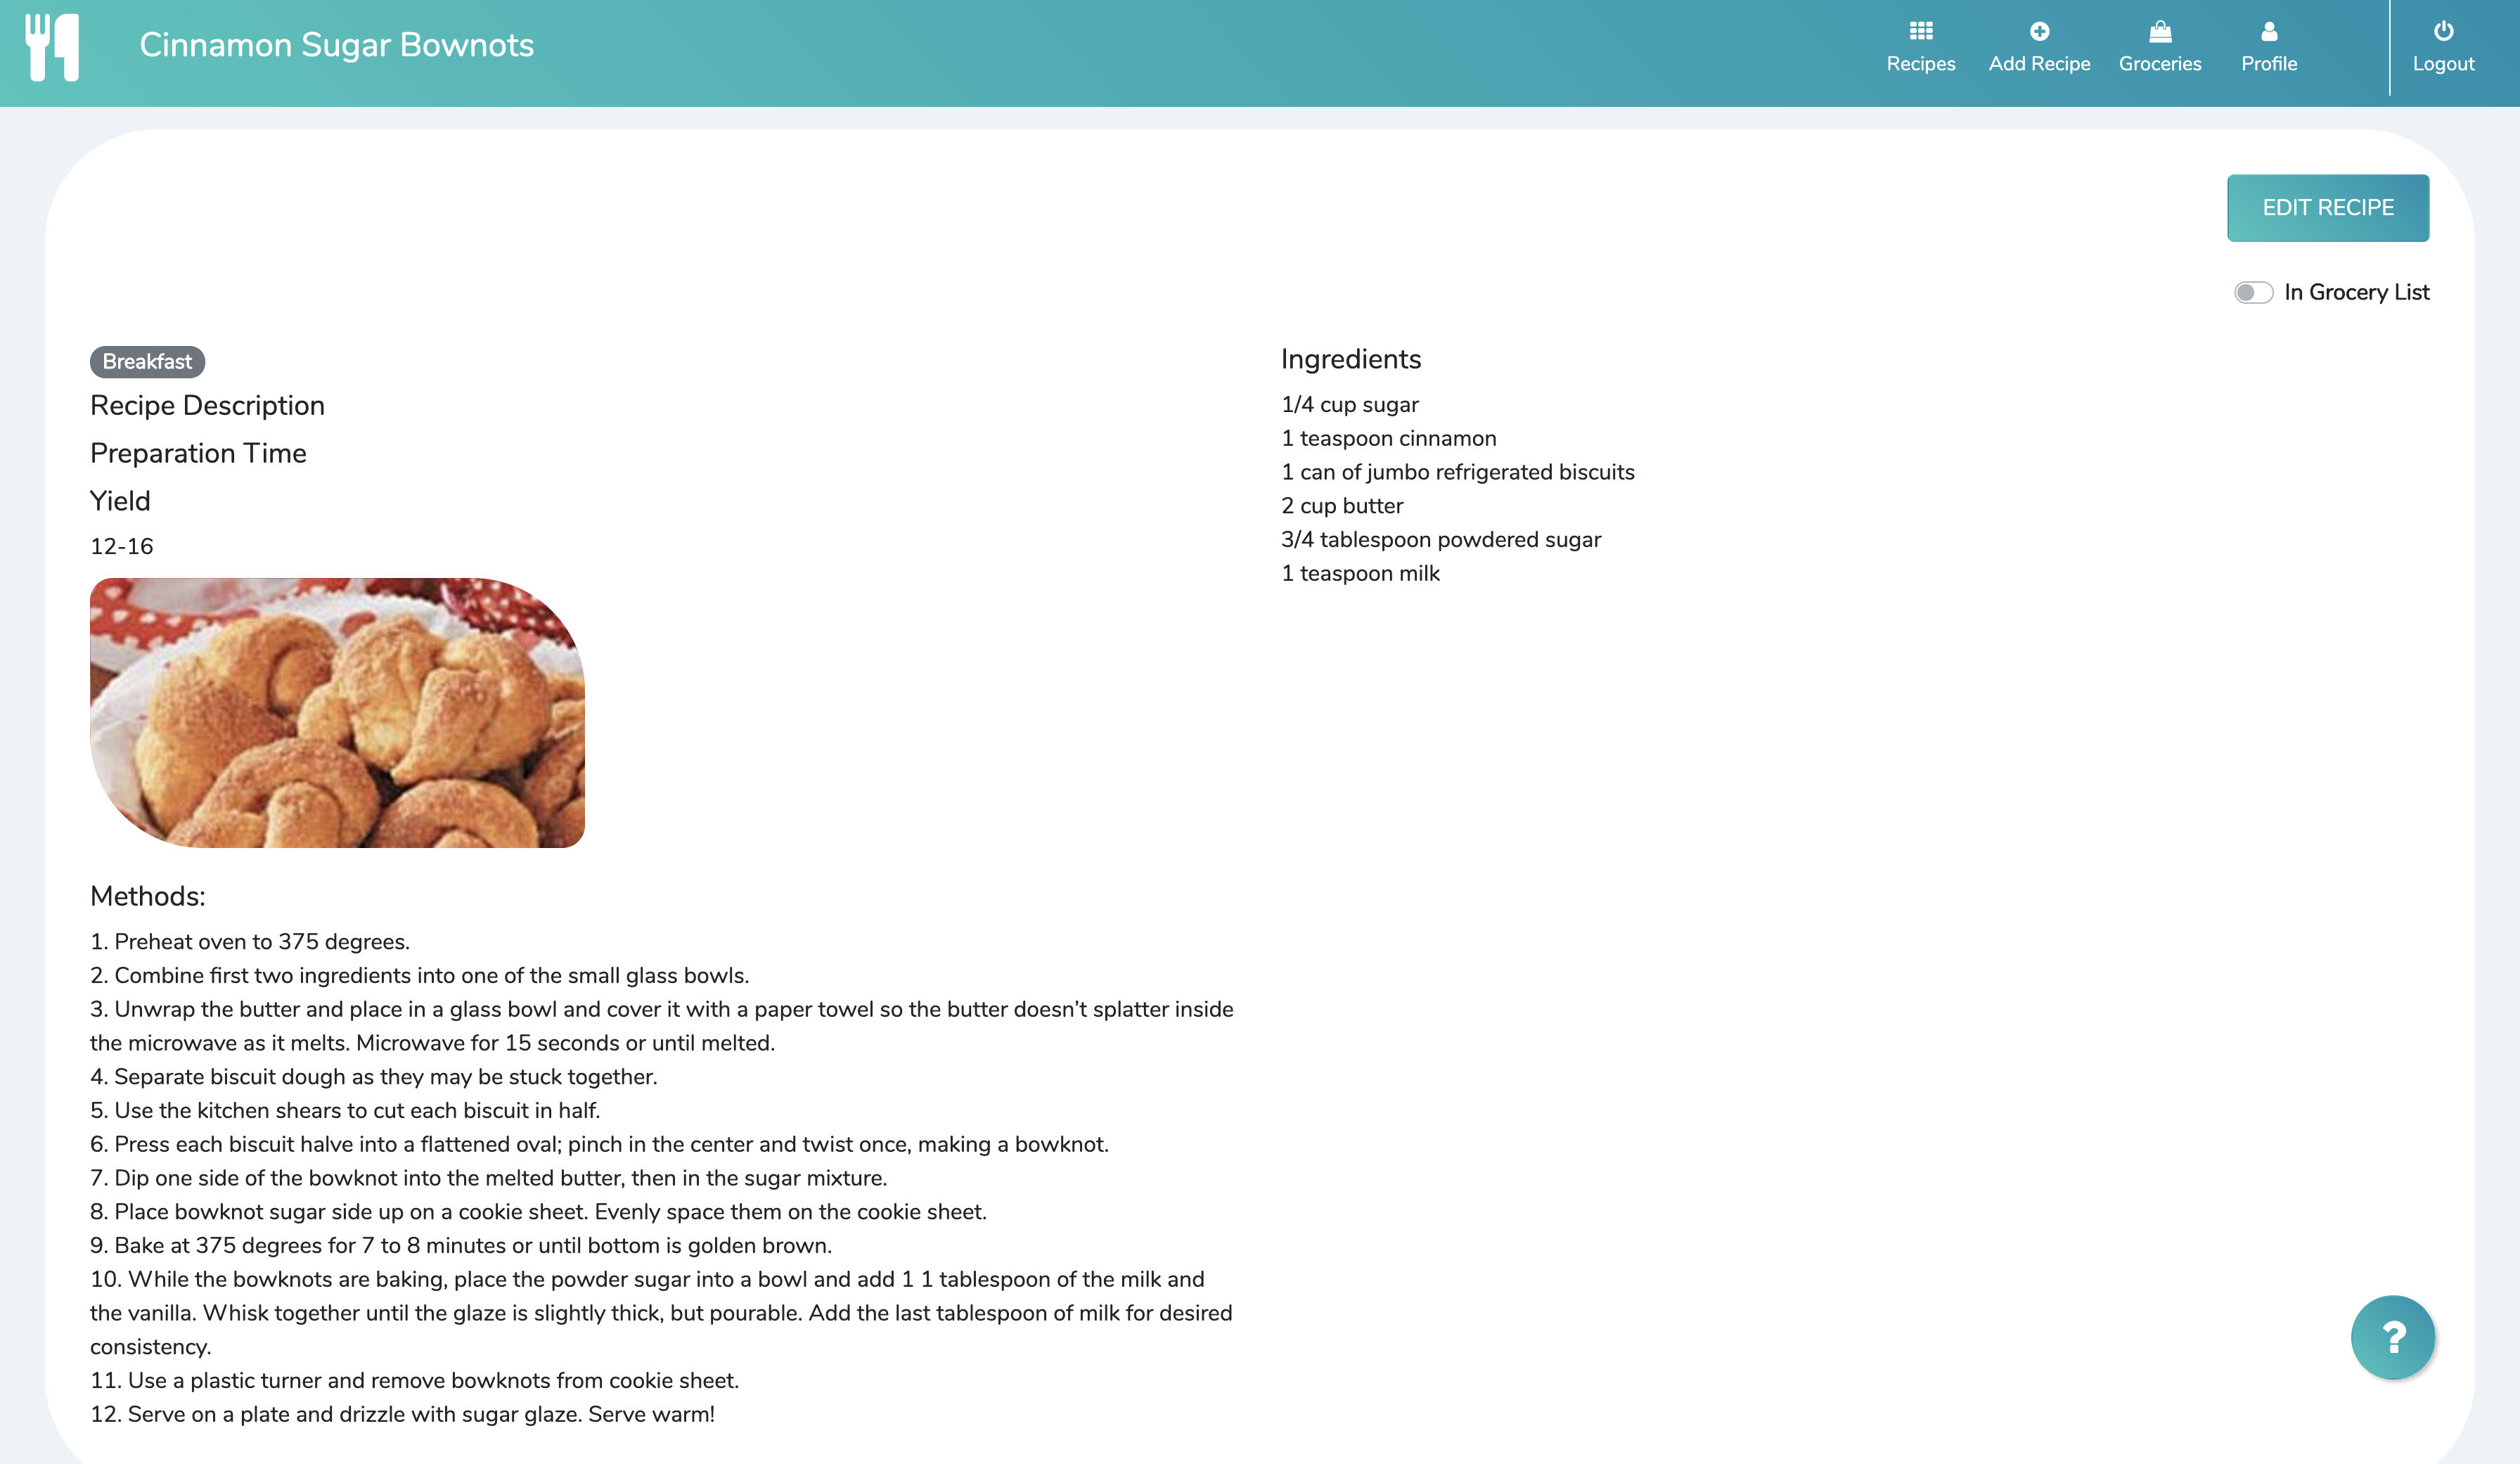 Cinnamon Sugar Bownots
Recipes
Add Recipe
Groceries
Profile
Logout
EDIT RECIPE
In Grocery List
Breakfast
Recipe Description
Preparation Time
Yield
12-16
Ingredients
1/4 cup sugar
1 teaspoon cinnamon
1 can of jumbo refrigerated biscuits
2 cup butter
3/4 tablespoon powdered sugar
1 teaspoon milk
Methods:
1. Preheat oven to 375 degrees.
2. Combine first two ingredients into one of the small glass bowls.
3. Unwrap the butter and place in a glass bowl and cover it with a paper towel so the butter doesn’t splatter inside
the microwave as it melts. Microwave for 15 seconds or until melted.
4. Separate biscuit dough as they may be stuck together.
5. Use the kitchen shears to cut each biscuit in half.
6. Press each biscuit halve into a flattened oval; pinch in the center and twist once, making a bowknot.
7. Dip one side of the bowknot into the melted butter, then in the sugar mixture.
8. Place bowknot sugar side up on a cookie sheet. Evenly space them on the cookie sheet.
9. Bake at 375 degrees for 7 to 8 minutes or until bottom is golden brown.
10. While the bowknots are baking, place the powder sugar into a bowl and add 1 1 tablespoon of the milk and
the vanilla. Whisk together until the glaze is slightly thick, but pourable. Add the last tablespoon of milk for desired
consistency.
11. Use a plastic turner and remove bowknots from cookie sheet.
12. Serve on a plate and drizzle with sugar glaze. Serve warm!
?